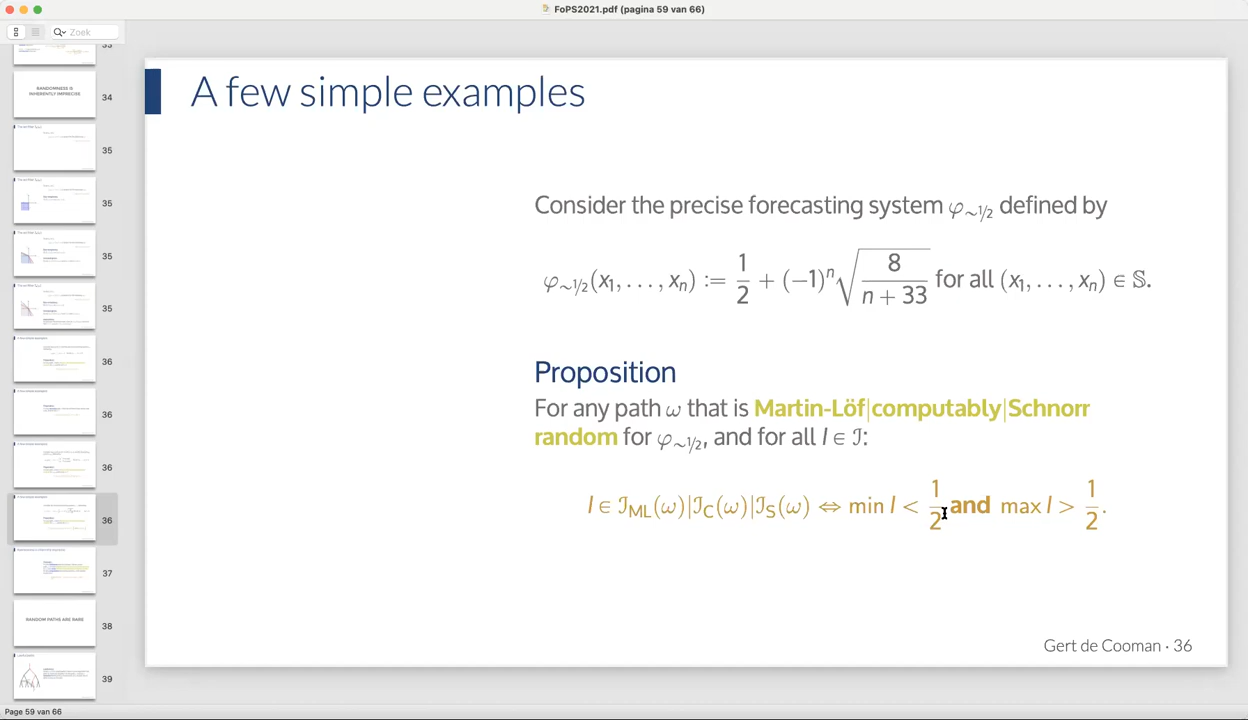 FoPS2021.pdf (pagina 59 van 66)
Zoek
35
RANDOMNESS IS
INHERENTLY IMPRECISE
34
35
35
35
35
36
36
36
36
37
RANDOM PATHS ARE RARE
38
39
Page 59 van 66
A few simple examples
Consider the precise forecasting system φ∼1/2 defined by
φ∼1/2(x1, . . . , xn) := 1/2 + (−1)^n √(8/(n + 33)) for all (x1, . . . , xn) ∈ 𝕊.
Proposition
For any path ω that is Martin-Löf|computably|Schnorr
random for φ∼1/2, and for all I ∈ ℐ:
I ∈ ℐML(ω)|ℐC(ω)|ℐS(ω) ⇔ min I < 1/2 and max I > 1/2.
Gert de Cooman · 36